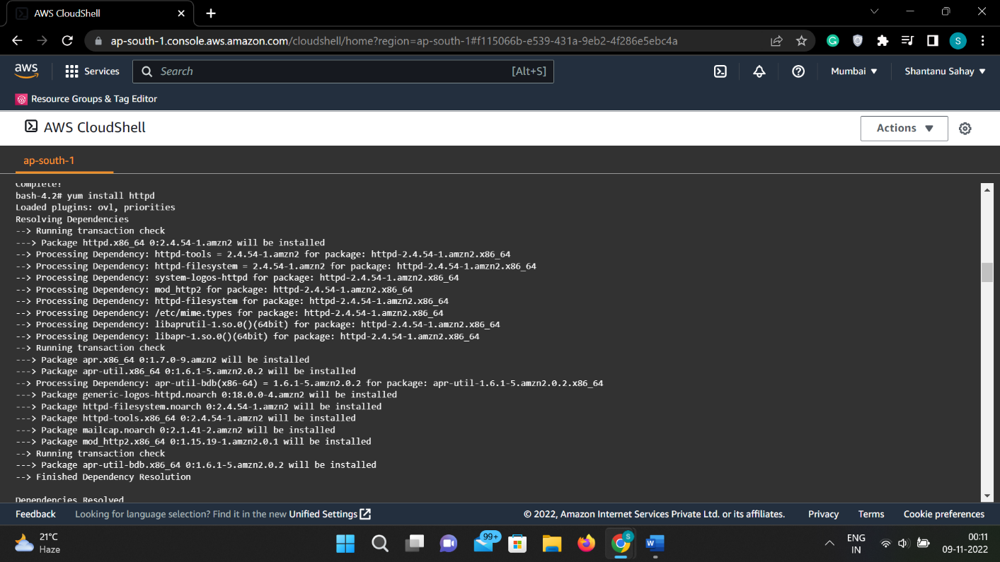 AWS CloudShell
ap-south-1.console.aws.amazon.com/cloudshell/home?region=ap-south-1#f115066b-e539-431a-9eb2-4f286e5ebc4a
S
aws
Services
Search
[Alt+S]
Mumbai
Shantanu Sahay
Resource Groups & Tag Editor
AWS CloudShell
Actions
ap-south-1
Complete!
bash-4.2# yum install httpd
Loaded plugins: ovl, priorities
Resolving Dependencies
--> Running transaction check
---> Package httpd.x86_64 0:2.4.54-1.amzn2 will be installed
--> Processing Dependency: httpd-tools = 2.4.54-1.amzn2 for package: httpd-2.4.54-1.amzn2.x86_64
--> Processing Dependency: httpd-filesystem = 2.4.54-1.amzn2 for package: httpd-2.4.54-1.amzn2.x86_64
--> Processing Dependency: system-logos-httpd for package: httpd-2.4.54-1.amzn2.x86_64
--> Processing Dependency: mod_http2 for package: httpd-2.4.54-1.amzn2.x86_64
--> Processing Dependency: httpd-filesystem for package: httpd-2.4.54-1.amzn2.x86_64
--> Processing Dependency: /etc/mime.types for package: httpd-2.4.54-1.amzn2.x86_64
--> Processing Dependency: libaprutil-1.so.0()(64bit) for package: httpd-2.4.54-1.amzn2.x86_64
--> Processing Dependency: libapr-1.so.0()(64bit) for package: httpd-2.4.54-1.amzn2.x86_64
--> Running transaction check
---> Package apr.x86_64 0:1.7.0-9.amzn2 will be installed
---> Package apr-util.x86_64 0:1.6.1-5.amzn2.0.2 will be installed
--> Processing Dependency: apr-util-bdb(x86-64) = 1.6.1-5.amzn2.0.2 for package: apr-util-1.6.1-5.amzn2.0.2.x86_64
---> Package generic-logos-httpd.noarch 0:18.0.0-4.amzn2 will be installed
---> Package httpd-filesystem.noarch 0:2.4.54-1.amzn2 will be installed
---> Package httpd-tools.x86_64 0:2.4.54-1.amzn2 will be installed
---> Package mailcap.noarch 0:2.1.41-2.amzn2 will be installed
---> Package mod_http2.x86_64 0:1.15.19-1.amzn2.0.1 will be installed
--> Running transaction check
---> Package apr-util-bdb.x86_64 0:1.6.1-5.amzn2.0.2 will be installed
--> Finished Dependency Resolution
Dependencies Resolved
Feedback
Looking for language selection? Find it in the new Unified Settings
© 2022, Amazon Internet Services Private Ltd. or its affiliates.
Privacy
Terms
Cookie preferences
21°C
Haze
99+
S
W
ENG
IN
00:11
09-11-2022